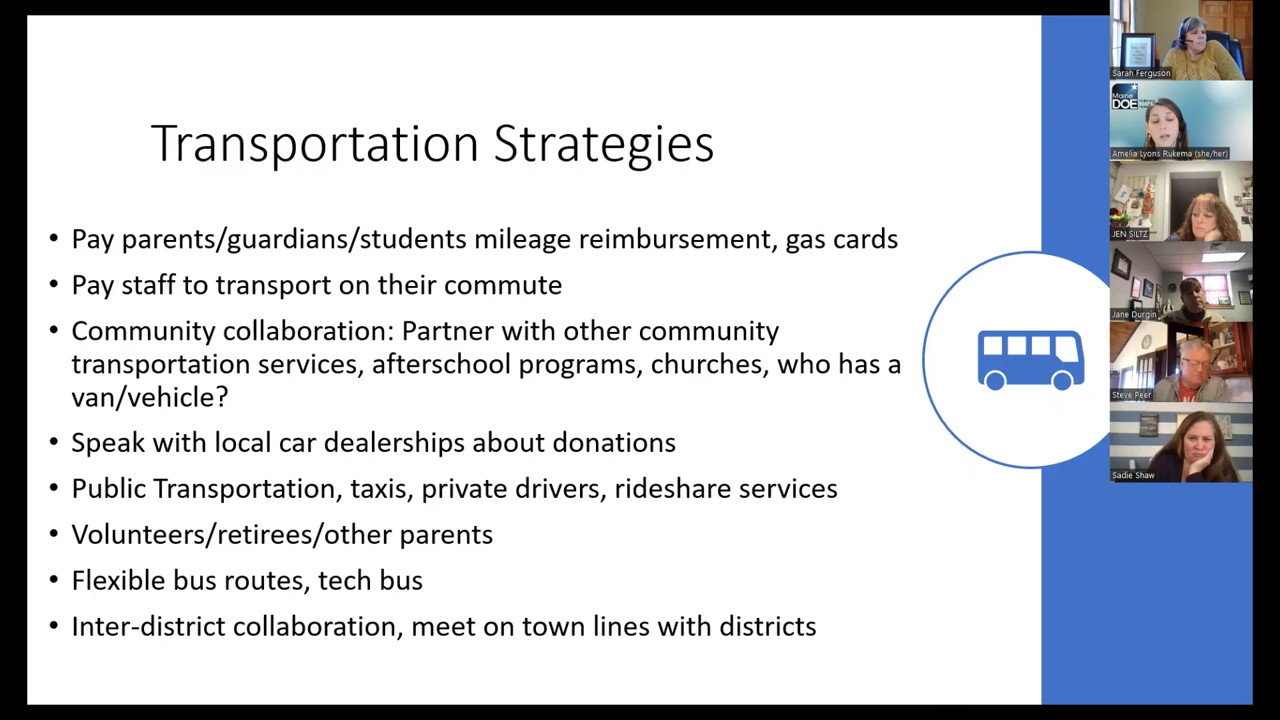 Transportation Strategies
• Pay parents/guardians/students mileage reimbursement, gas cards
• Pay staff to transport on their commute
• Community collaboration: Partner with other community
transportation services, afterschool programs, churches, who has a
van/vehicle?
• Speak with local car dealerships about donations
• Public Transportation, taxis, private drivers, rideshare services
• Volunteers/retirees/other parents
• Flexible bus routes, tech bus
• Inter-district collaboration, meet on town lines with districts
Sarah Ferguson
Maine
DOE
Amelia Lyons Rukema (she/her)
JEN SILTZ
Jane Durgin
Steve Peer
Sadie Shaw